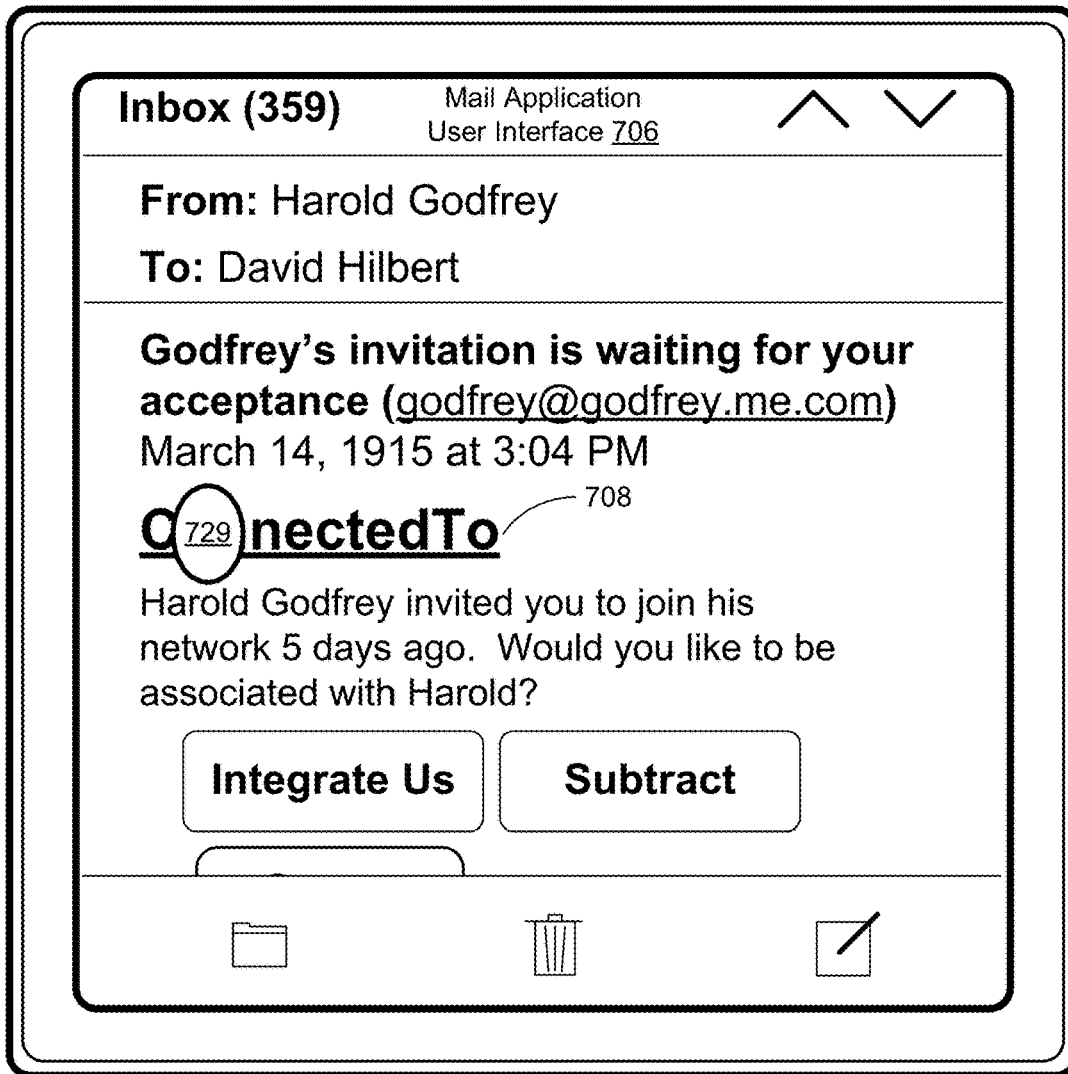 Inbox (359)
Mail Application
User Interface 706
From: Harold Godfrey
To: David Hilbert
Godfrey’s invitation is waiting for your
acceptance (godfrey@godfrey.me.com)
March 14, 1915 at 3:04 PM
708
C 729 nectedTo
Harold Godfrey invited you to join his
network 5 days ago.  Would you like to be
associated with Harold?
Integrate Us
Subtract